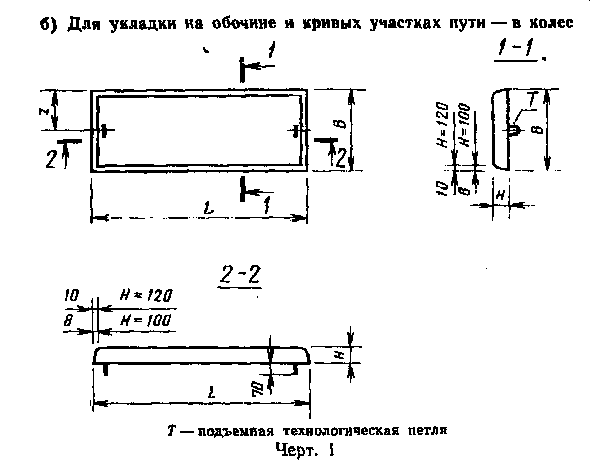 б) Для укладки на обочине и кривых участках пути — в колее
1
1-1
z
B
2
2
L
1
T
H=120
H=100
B
10
8
H
2-2
10 H=120
8 H=100
H
70
L
T — подъемная технологическая петля
Черт. 1